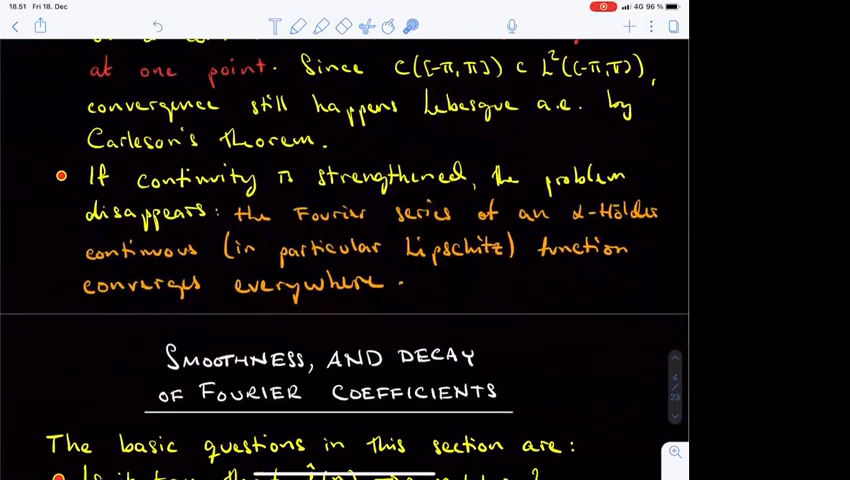 18.51 Fri 18. Dec
4G 96 %
at one point. Since C([-π,π]) ⊂ L²([-π,π]),
convergence still happens Lebesgue a.e. by
Carleson's theorem.
If continuity is strengthened, the problem
disappears: the Fourier series of an α-Hölder
continuous (in particular Lipschitz) function
converges everywhere.
SMOOTHNESS, AND DECAY
OF FOURIER COEFFICIENTS
4
/
23
The basic questions in this section are: